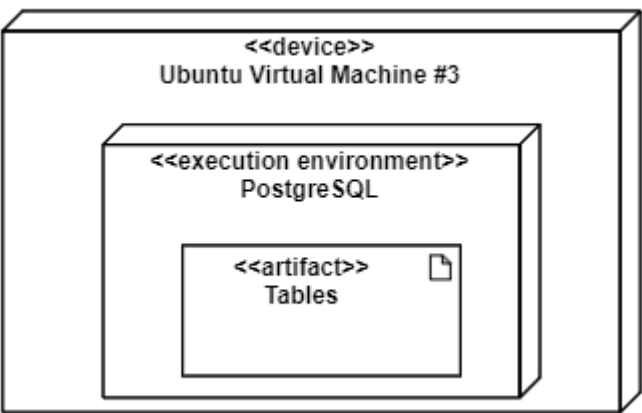 <<device>>
Ubuntu Virtual Machine #3
<<execution environment>>
PostgreSQL
<<artifact>>
Tables